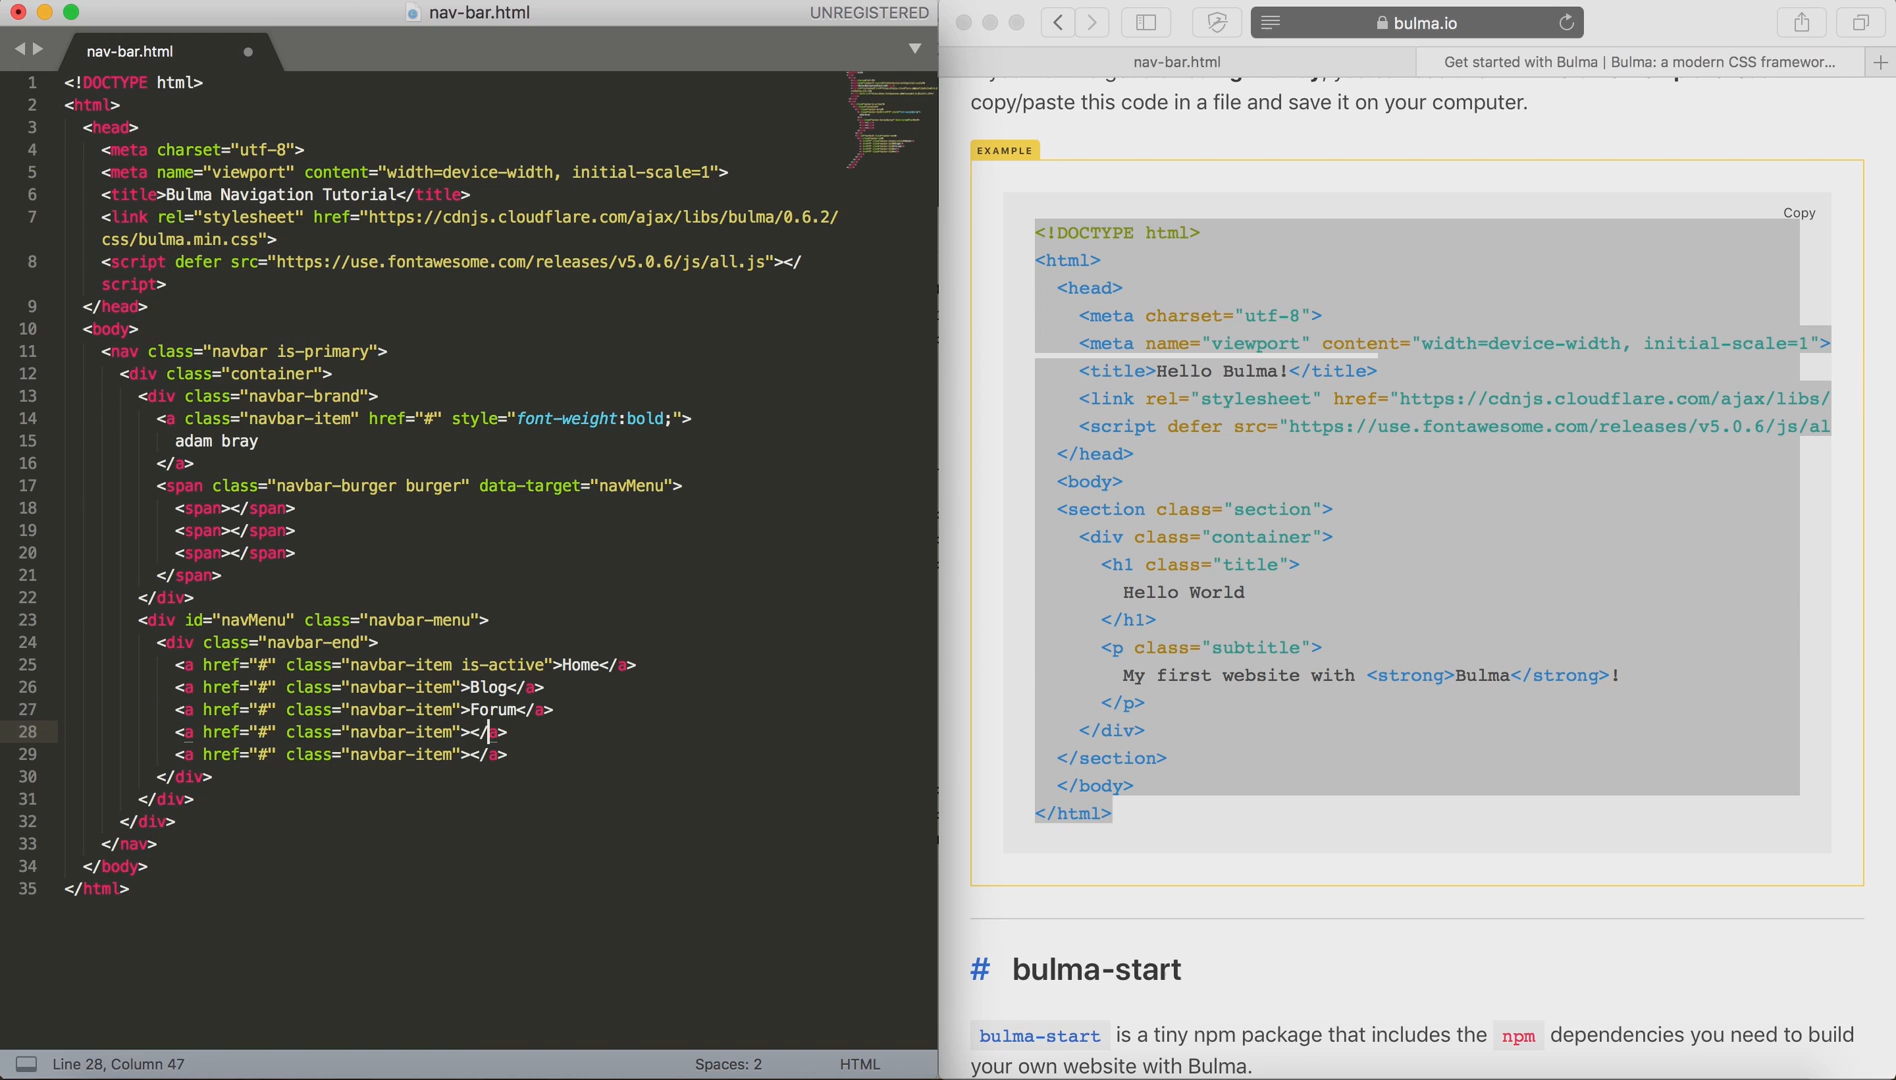 nav-bar.html
UNREGISTERED
nav-bar.html
1 <!DOCTYPE html>
2 <html>
3 <head>
4 <meta charset="utf-8">
5 <meta name="viewport" content="width=device-width, initial-scale=1">
6 <title>Bulma Navigation Tutorial</title>
7 <link rel="stylesheet" href="https://cdnjs.cloudflare.com/ajax/libs/bulma/0.6.2/
css/bulma.min.css">
8 <script defer src="https://use.fontawesome.com/releases/v5.0.6/js/all.js"></
script>
9 </head>
10 <body>
11 <nav class="navbar is-primary">
12 <div class="container">
13 <div class="navbar-brand">
14 <a class="navbar-item" href="#" style="font-weight:bold;">
15 adam bray
16 </a>
17 <span class="navbar-burger burger" data-target="navMenu">
18 <span></span>
19 <span></span>
20 <span></span>
21 </span>
22 </div>
23 <div id="navMenu" class="navbar-menu">
24 <div class="navbar-end">
25 <a href="#" class="navbar-item is-active">Home</a>
26 <a href="#" class="navbar-item">Blog</a>
27 <a href="#" class="navbar-item">Forum</a>
28 <a href="#" class="navbar-item"></a>
29 <a href="#" class="navbar-item"></a>
30 </div>
31 </div>
32 </div>
33 </nav>
34 </body>
35 </html>
Line 28, Column 47
Spaces: 2
HTML
bulma.io
nav-bar.html
Get started with Bulma | Bulma: a modern CSS framewor...
copy/paste this code in a file and save it on your computer.
EXAMPLE
Copy
<!DOCTYPE html>
<html>
<head>
<meta charset="utf-8">
<meta name="viewport" content="width=device-width, initial-scale=1">
<title>Hello Bulma!</title>
<link rel="stylesheet" href="https://cdnjs.cloudflare.com/ajax/libs/
<script defer src="https://use.fontawesome.com/releases/v5.0.6/js/al
</head>
<body>
<section class="section">
<div class="container">
<h1 class="title">
Hello World
</h1>
<p class="subtitle">
My first website with <strong>Bulma</strong>!
</p>
</div>
</section>
</body>
</html>
# bulma-start
bulma-start is a tiny npm package that includes the npm dependencies you need to build
your own website with Bulma.